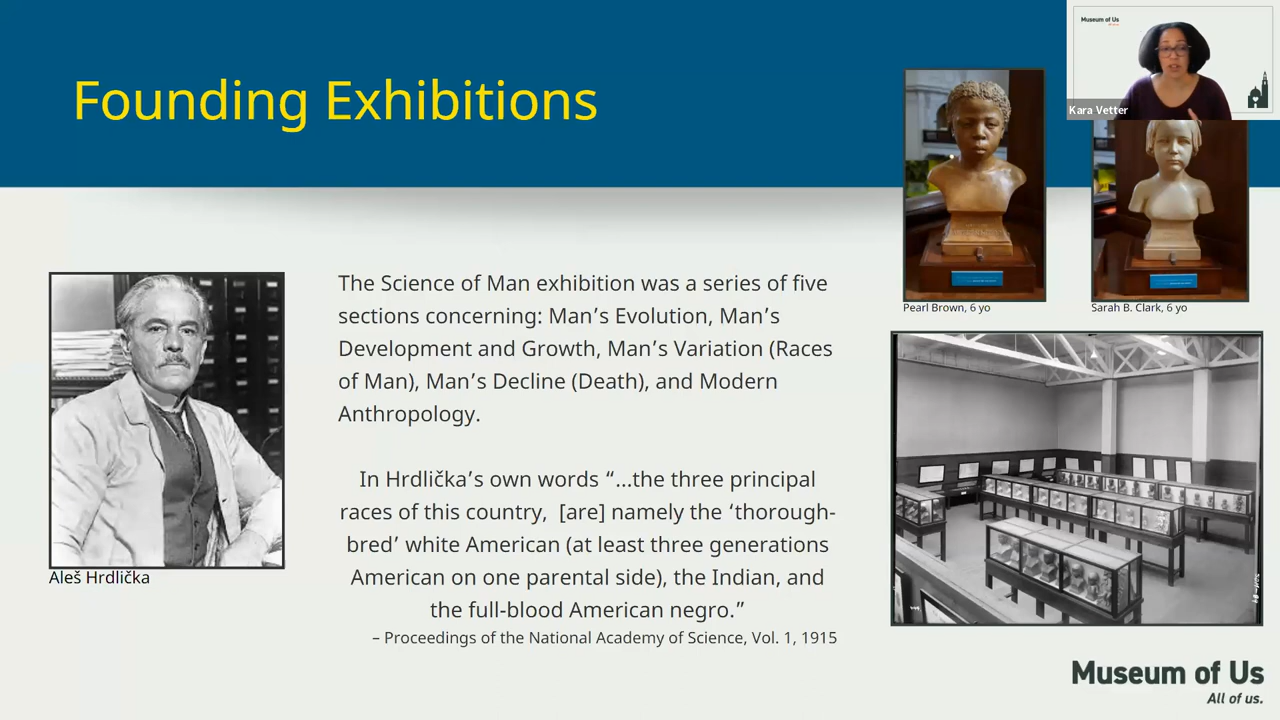 Founding Exhibitions
Museum of Us
Kara Vetter
Pearl Brown, 6 yo
Sarah B. Clark, 6 yo
The Science of Man exhibition was a series of five
sections concerning: Man’s Evolution, Man’s
Development and Growth, Man’s Variation (Races
of Man), Man’s Decline (Death), and Modern
Anthropology.
In Hrdlička’s own words “...the three principal
races of this country,  [are] namely the ‘thorough-
bred’ white American (at least three generations
American on one parental side), the Indian, and
the full-blood American negro.”
– Proceedings of the National Academy of Science, Vol. 1, 1915
Aleš Hrdlička
Museum of Us
All of us.